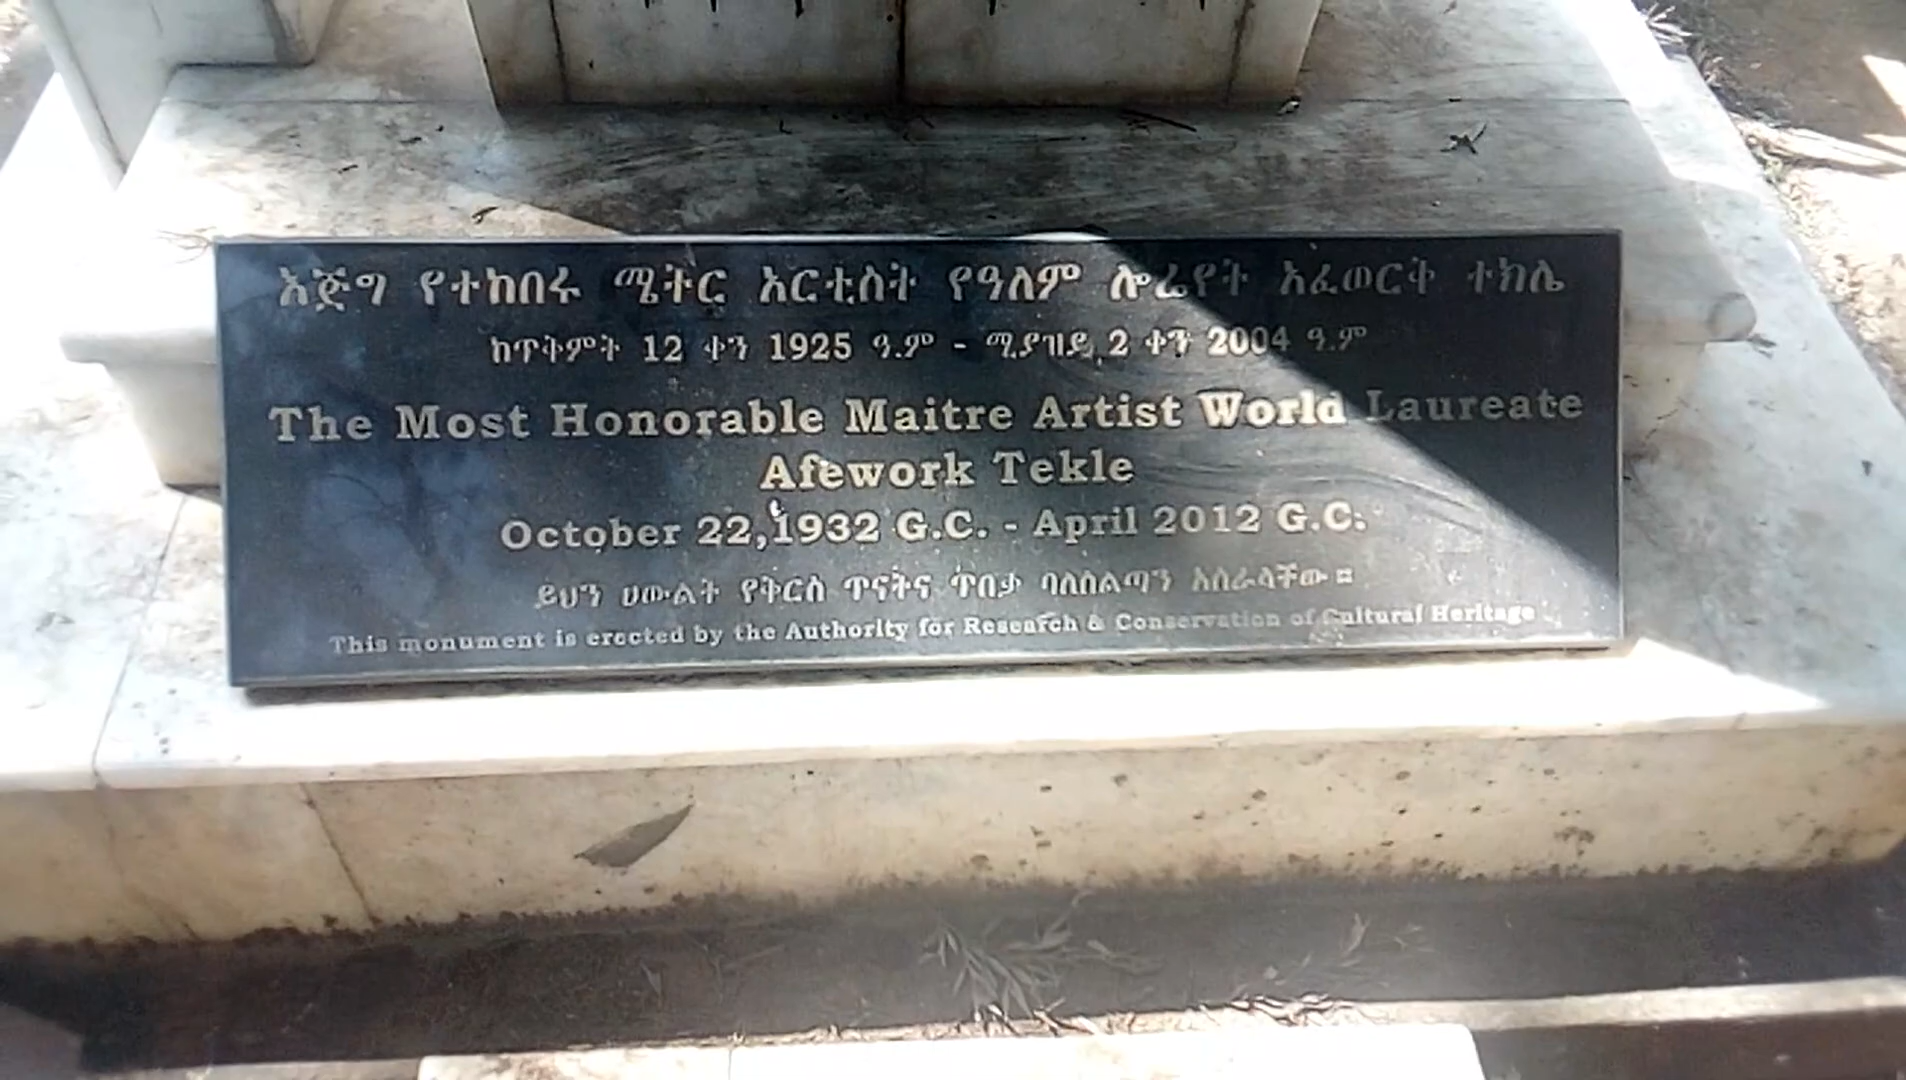 እጅግ የተከበሩ ሜትር አርቲስት የዓለም ሎሬየት አፈወርቅ ተክሌ
ከጥቅምት 12 ቀን 1925 ዓ.ም - ሚያዝያ 2 ቀን 2004 ዓ.ም
The Most Honorable Maitre Artist World Laureate
Afework Tekle
October 22,1932 G.C. - April 2012 G.C.
ይህን ሀውልት የቅርስ ጥናትና ጥበቃ ባለስልጣን አሰራላቸው ።
This monument is erected by the Authority for Research & Conservation of Cultural Heritage